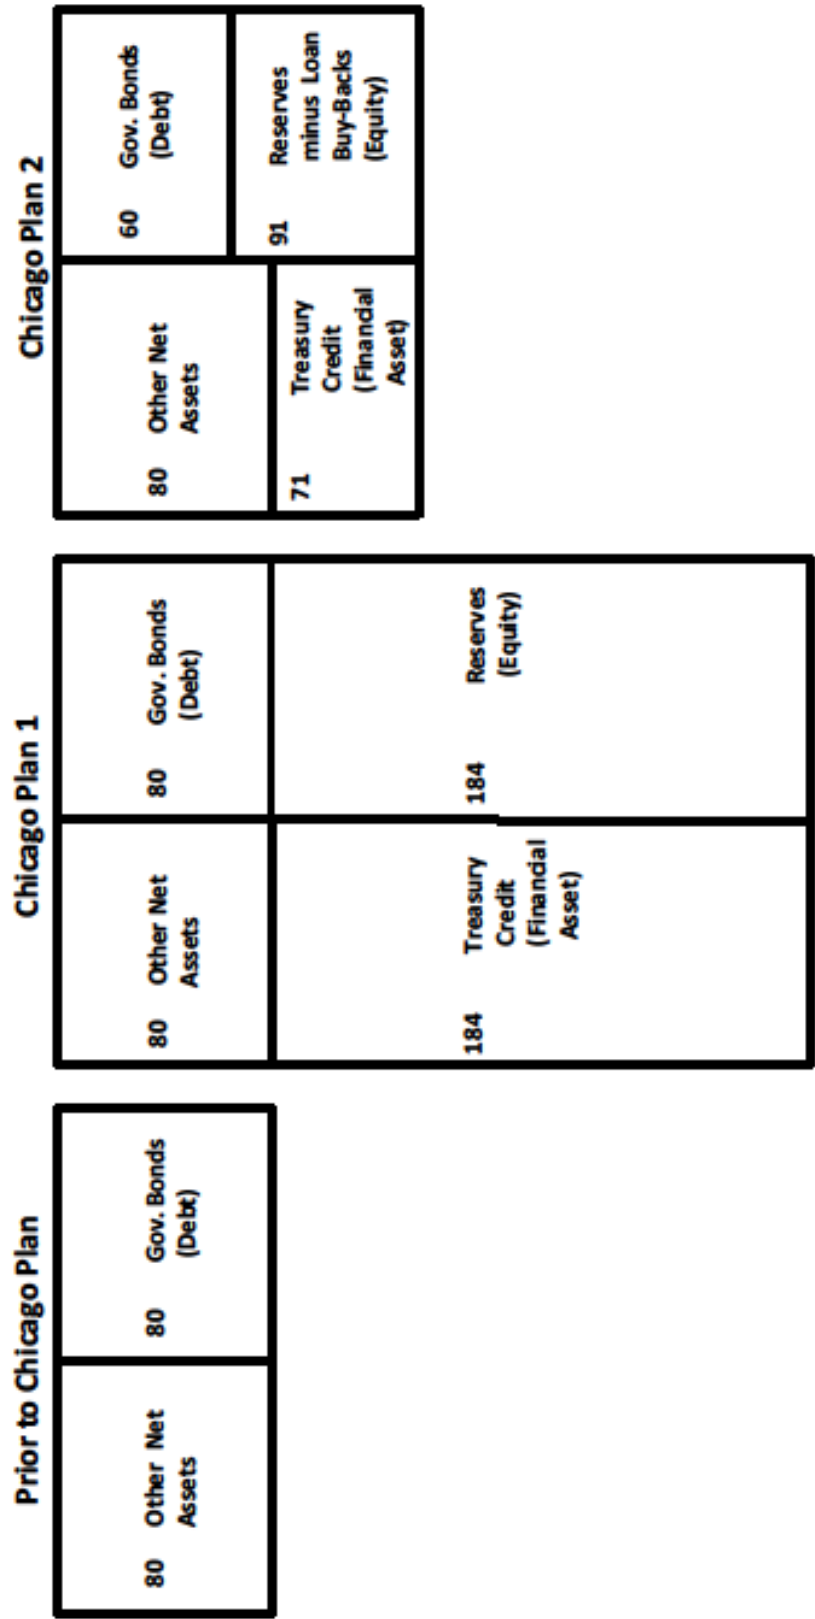 Prior to Chicago Plan
80 Other Net
Assets
80 Gov. Bonds
(Debt)
Chicago Plan 1
80 Other Net
Assets
80 Gov. Bonds
(Debt)
184 Treasury
Credit
(Financial
Asset)
184 Reserves
(Equity)
Chicago Plan 2
80 Other Net
Assets
60 Gov. Bonds
(Debt)
71 Treasury
Credit
(Financial
Asset)
91 Reserves
minus Loan
Buy-Backs
(Equity)